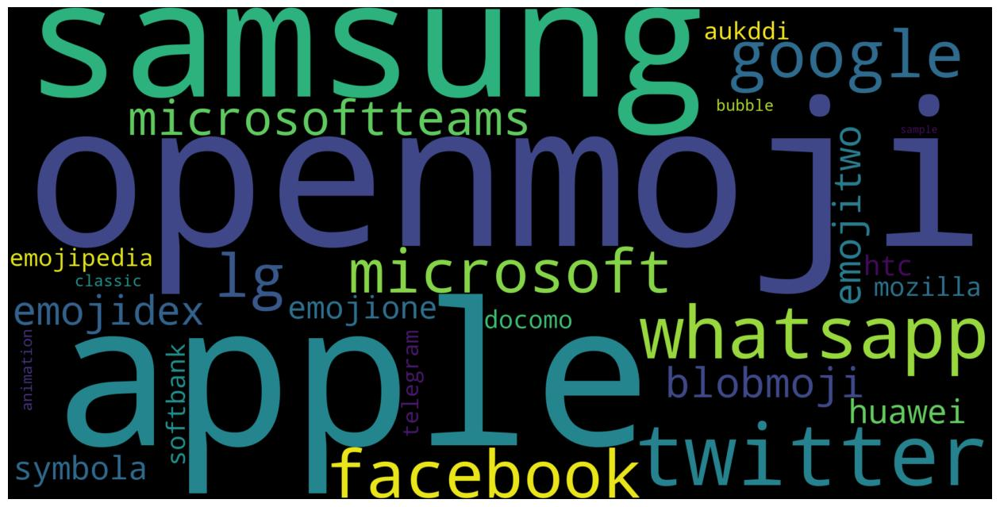 samsung
aukddi
google
microsoftteams
bubble
sample
openmoji
emojitwo
emojipedia
lg
microsoft
htc
classic
mozilla
emojidex
emojione
docomo
whatsapp
animation
apple
softbank
telegram
blobmoji
huawei
symbola
facebook
twitter